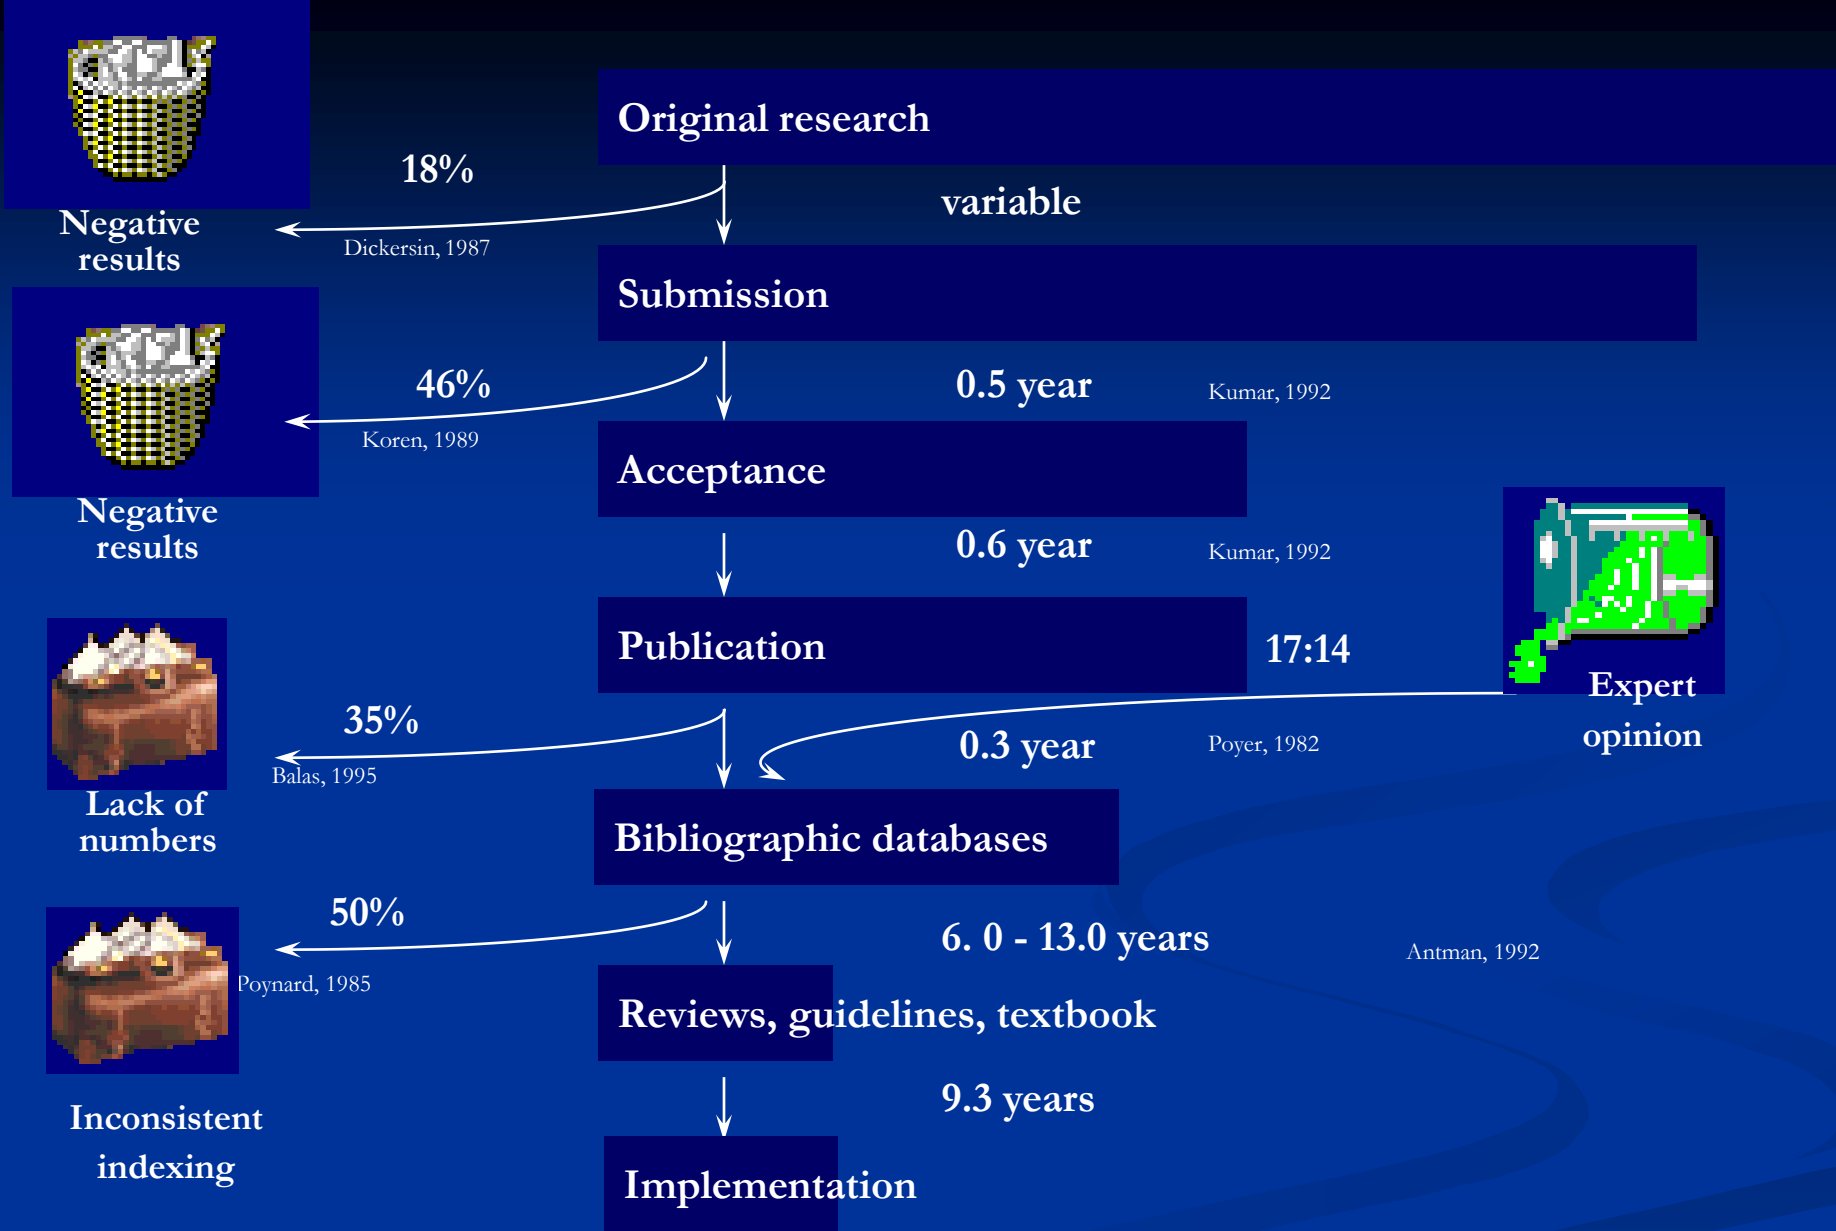 Original research
18%
variable
Negative
results
Dickersin, 1987
Submission
46%
0.5 year
Kumar, 1992
Koren, 1989
Acceptance
Negative
results
0.6 year
Kumar, 1992
Publication
17:14
Expert
opinion
35%
0.3 year
Poyer, 1982
Balas, 1995
Lack of
numbers
Bibliographic databases
50%
6. 0 - 13.0 years
Antman, 1992
Poynard, 1985
Reviews, guidelines, textbook
9.3 years
Inconsistent
indexing
Implementation